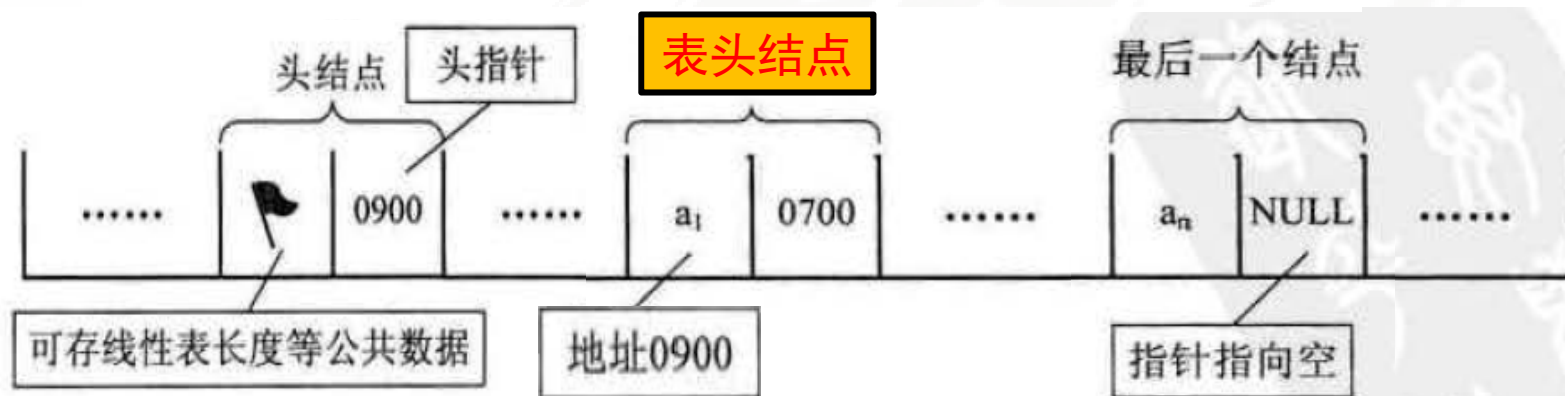 头结点
头指针
表头结点
最后一个结点
……
0900
……
a₁
0700
……
aₙ
NULL
……
可存线性表长度等公共数据
地址0900
指针指向空